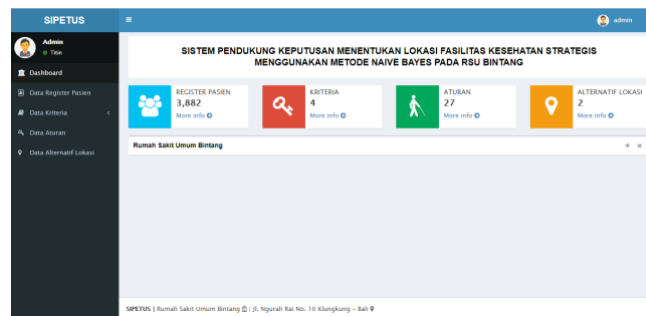 SIPETUS
admin
Admin
Titin
Dashboard
Data Register Pasien
Data Kriteria
Data Aturan
Data Alternatif Lokasi
SISTEM PENDUKUNG KEPUTUSAN MENENTUKAN LOKASI FASILITAS KESEHATAN STRATEGIS
MENGGUNAKAN METODE NAIVE BAYES PADA RSU BINTANG
REGISTER PASIEN
3,882
More info
KRITERIA
4
More info
ATURAN
27
More info
ALTERNATIF LOKASI
2
More info
Rumah Sakit Umum Bintang
SIPETUS | Rumah Sakit Umum Bintang | Jl. Ngurah Rai No. 10 Klungkung – Bali